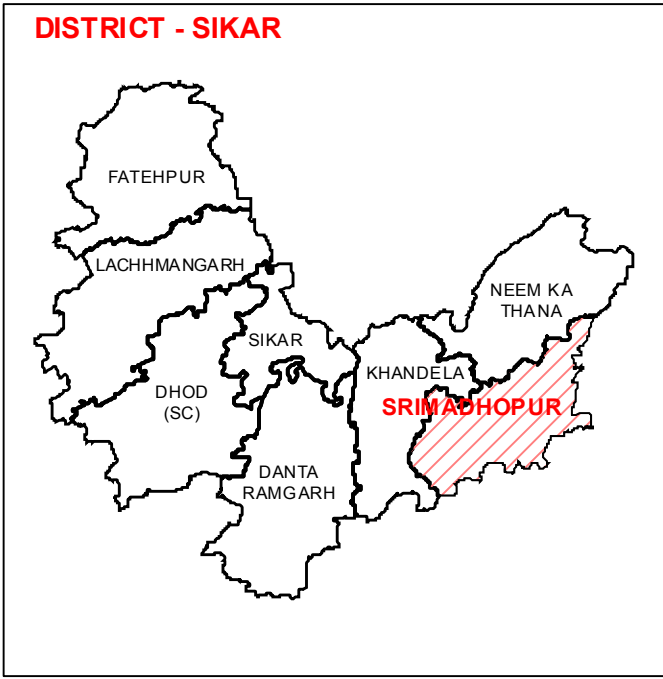 DISTRICT - SIKAR
FATEHPUR
LACHHMANGARH
NEEM KA
THANA
SIKAR
KHANDELA
DHOD
(SC)
SRIMADHOPUR
DANTA
RAMGARH